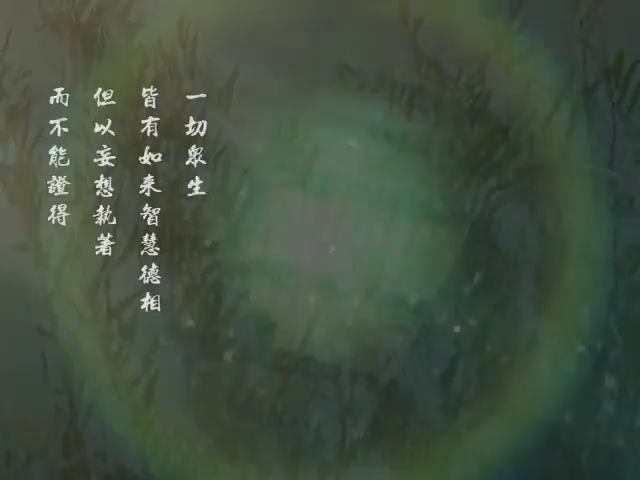 一切眾生
皆有如来智慧德相
但以妄想執著
而不能證得